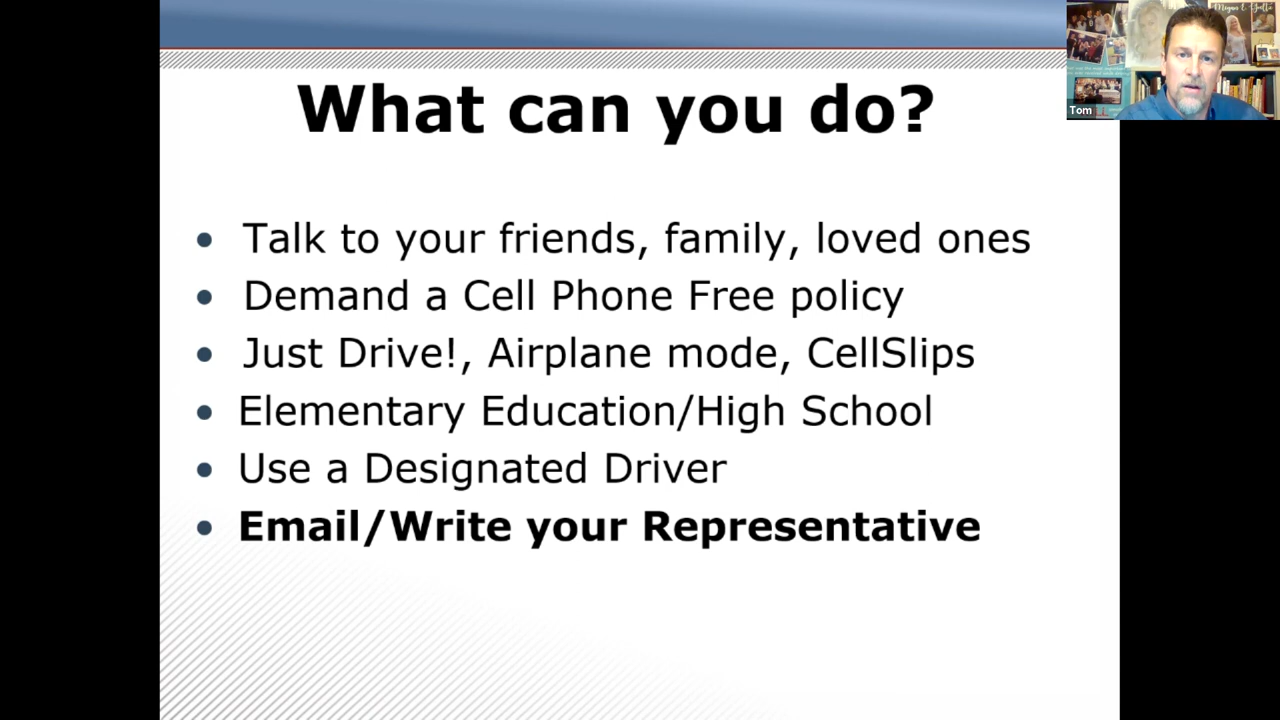 What can you do?
Talk to your friends, family, loved ones
Demand a Cell Phone Free policy
Just Drive!, Airplane mode, CellSlips
Elementary Education/High School
Use a Designated Driver
Email/Write your Representative
Tom